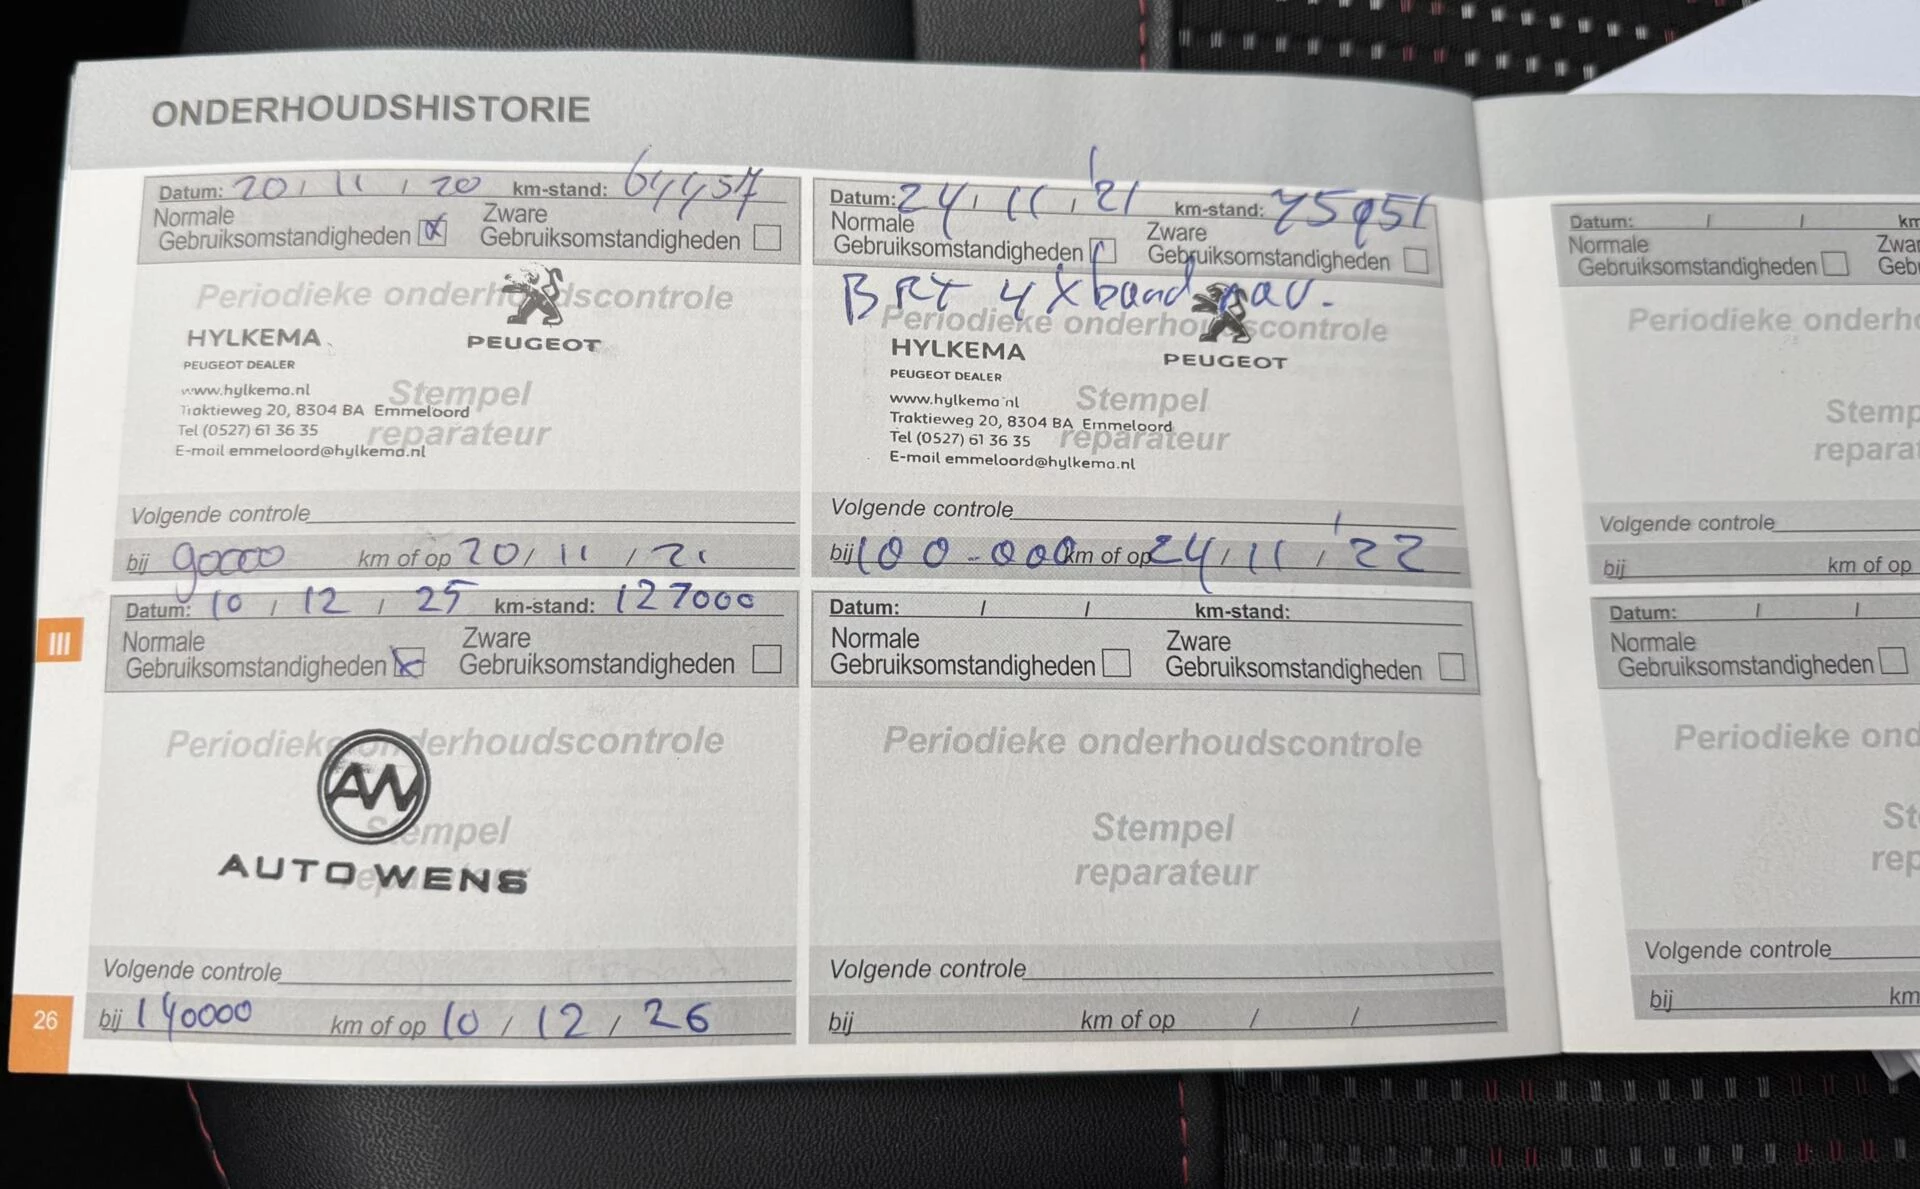 ONDERHOUDSHISTORIE
Datum: 20 / 11 / 20 km-stand: 64457
Normale
Gebruiksomstandigheden x
Zware
Gebruiksomstandigheden
Periodieke onderhoudscontrole
HYLKEMA
PEUGEOT DEALER
PEUGEOT
www.hylkema.nl
Traktieweg 20, 8304 BA Emmeloord
Tel (0527) 61 36 35
E-mail emmeloord@hylkema.nl
Stempel
reparateur
Volgende controle
bij 90000 km of op 20 / 11 / 21
Datum: 24 / 11 / '21 km-stand: 75951
Normale
Gebruiksomstandigheden
Zware
Gebruiksomstandigheden
4 x band
Periodieke onderhoudscontrole
HYLKEMA
PEUGEOT DEALER
PEUGEOT
www.hylkema.nl
Traktieweg 20, 8304 BA Emmeloord
Tel (0527) 61 36 35
E-mail emmeloord@hylkema.nl
Stempel
reparateur
Volgende controle
bij 100-000 km of op 24 / 11 / '22
Datum: 10 / 12 / 25 km-stand: 127000
Normale
Gebruiksomstandigheden x
Zware
Gebruiksomstandigheden
Periodieke onderhoudscontrole
AW
Stempel
reparateur
AUTO WENS
Volgende controle
bij 140000 km of op 10 / 12 / 26
Datum: / / km-stand:
Normale
Gebruiksomstandigheden
Zware
Gebruiksomstandigheden
Periodieke onderhoudscontrole
Stempel
reparateur
Volgende controle
bij km of op / /
III
26
Datum: / / km
Normale
Gebruiksomstandigheden
Zwar
Geb
Periodieke onderho
Stemp
repara
Volgende controle
bij km of op
Datum: / /
Normale
Gebruiksomstandigheden
Periodieke ond
St
rep
Volgende controle
bij km